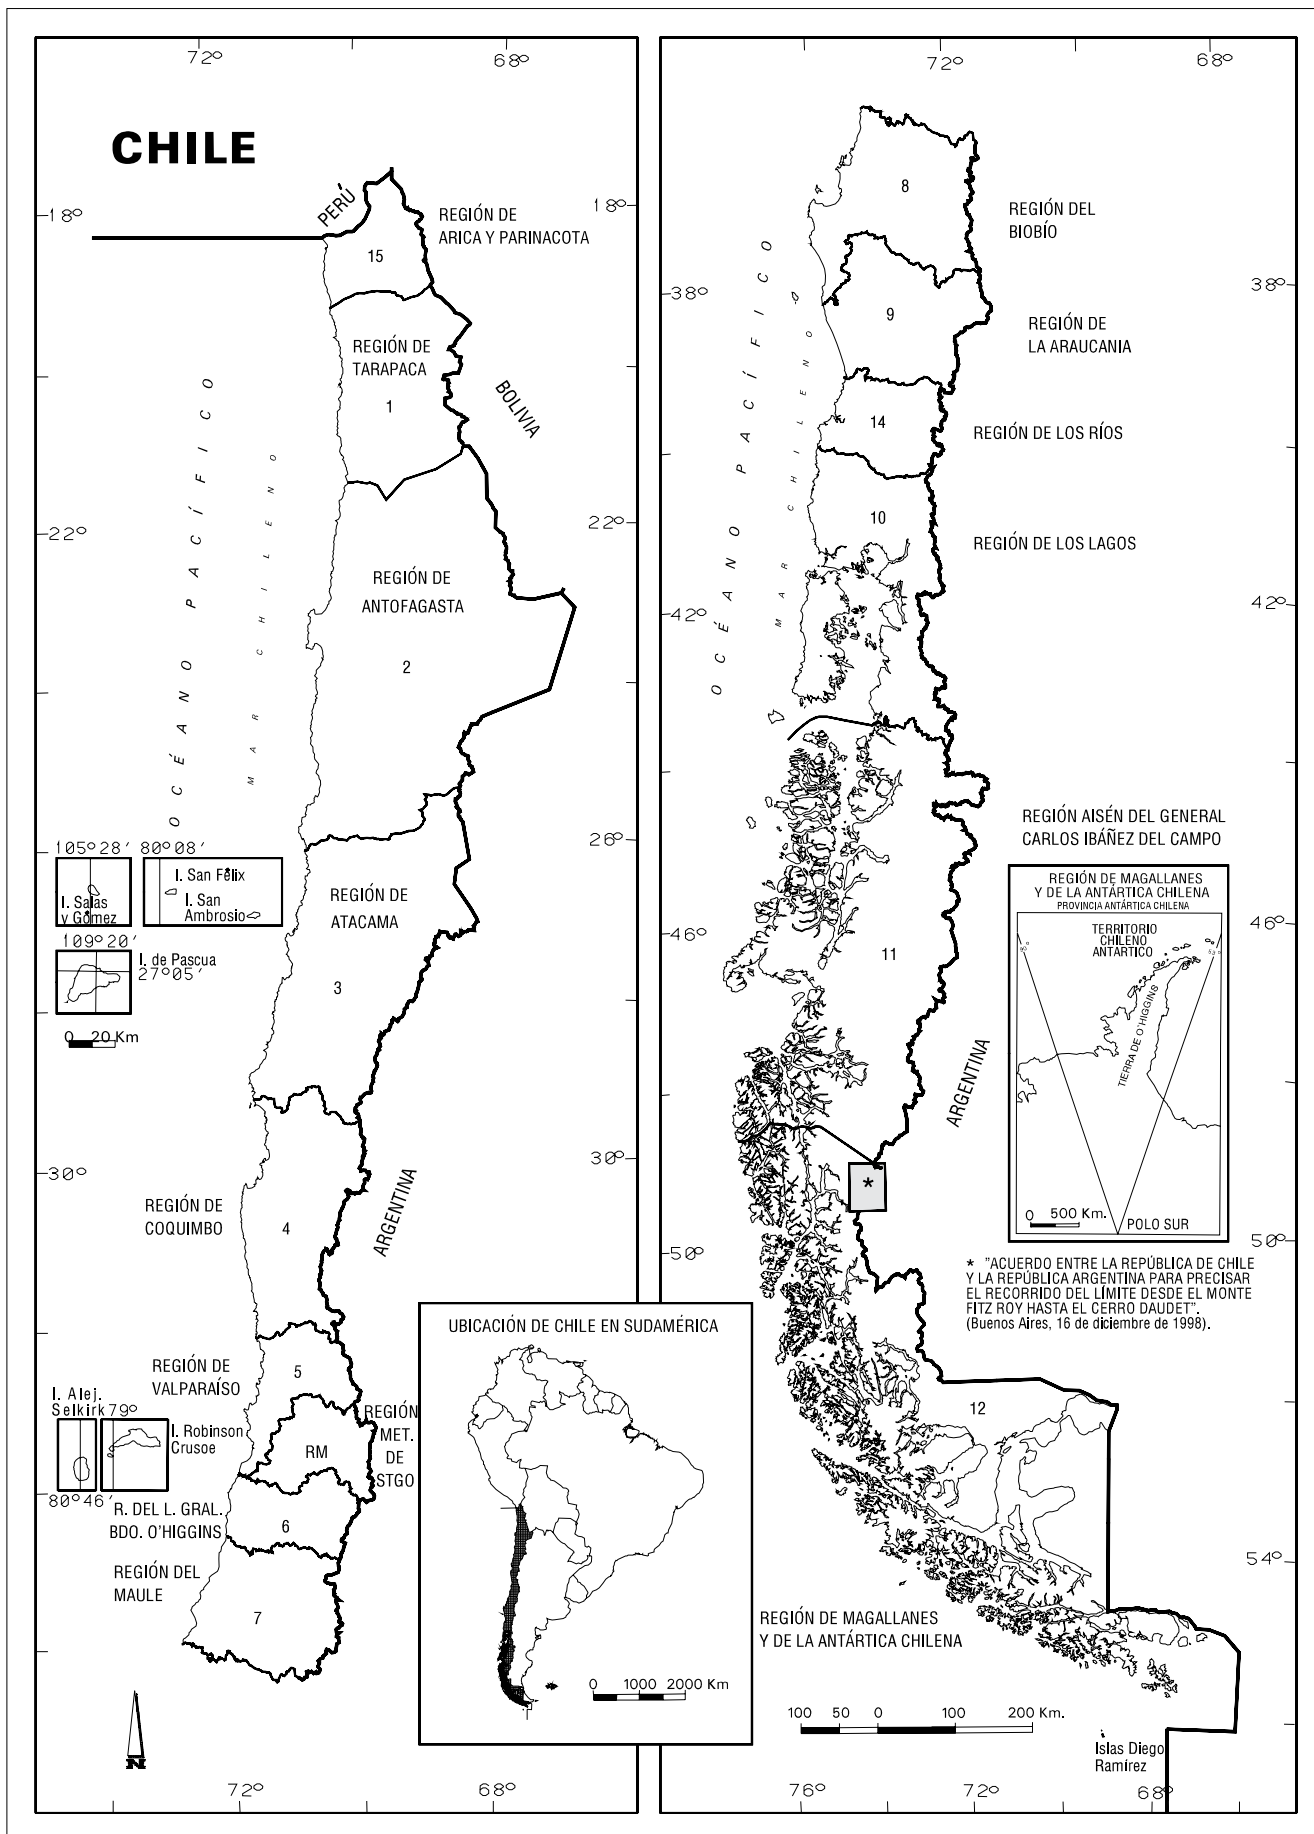 72°
68°
CHILE
18°
18°
PERÚ
REGIÓN DE
ARICA Y PARINACOTA
15
REGIÓN DE
TARAPACA
1
BOLIVIA
OCÉANO PACÍFICO
MAR CHILENO
22°
22°
REGIÓN DE
ANTOFAGASTA
2
26°
105°28′
80°08′
I. San Félix
I. Salas
y Gómez
I. San
Ambrosio
REGIÓN DE
ATACAMA
3
109°20′
I. de Pascua
27°05′
0 20 Km
30°
30°
REGIÓN DE
COQUIMBO
4
ARGENTINA
REGIÓN DE
VALPARAÍSO
5
I. Alej.
Selkirk
79°
I. Robinson
Crusoe
80°46′
REGIÓN
MET.
DE
STGO
RM
R. DEL L. GRAL.
BDO. O'HIGGINS
6
REGIÓN DEL
MAULE
7
N
72°
68°
UBICACIÓN DE CHILE EN SUDAMÉRICA
0 1000 2000 Km
72°
68°
8
REGIÓN DEL
BIOBÍO
38°
38°
9
REGIÓN DE
LA ARAUCANIA
OCÉANO PACÍFICO
MAR CHILENO
14
REGIÓN DE LOS RÍOS
10
REGIÓN DE LOS LAGOS
42°
42°
REGIÓN AISÉN DEL GENERAL
CARLOS IBÁÑEZ DEL CAMPO
46°
46°
11
ARGENTINA
REGIÓN DE MAGALLANES
Y DE LA ANTÁRTICA CHILENA
PROVINCIA ANTÁRTICA CHILENA
TERRITORIO
CHILENO
ANTÁRTICO
53°
TIERRA DE O'HIGGINS
0 500 Km.
POLO SUR
*
50°
50°
* "ACUERDO ENTRE LA REPÚBLICA DE CHILE
Y LA REPÚBLICA ARGENTINA PARA PRECISAR
EL RECORRIDO DEL LÍMITE DESDE EL MONTE
FITZ ROY HASTA EL CERRO DAUDET".
(Buenos Aires, 16 de diciembre de 1998).
12
54°
REGIÓN DE MAGALLANES
Y DE LA ANTÁRTICA CHILENA
100 50 0 100 200 Km.
Islas Diego
Ramírez
76°
72°
68°